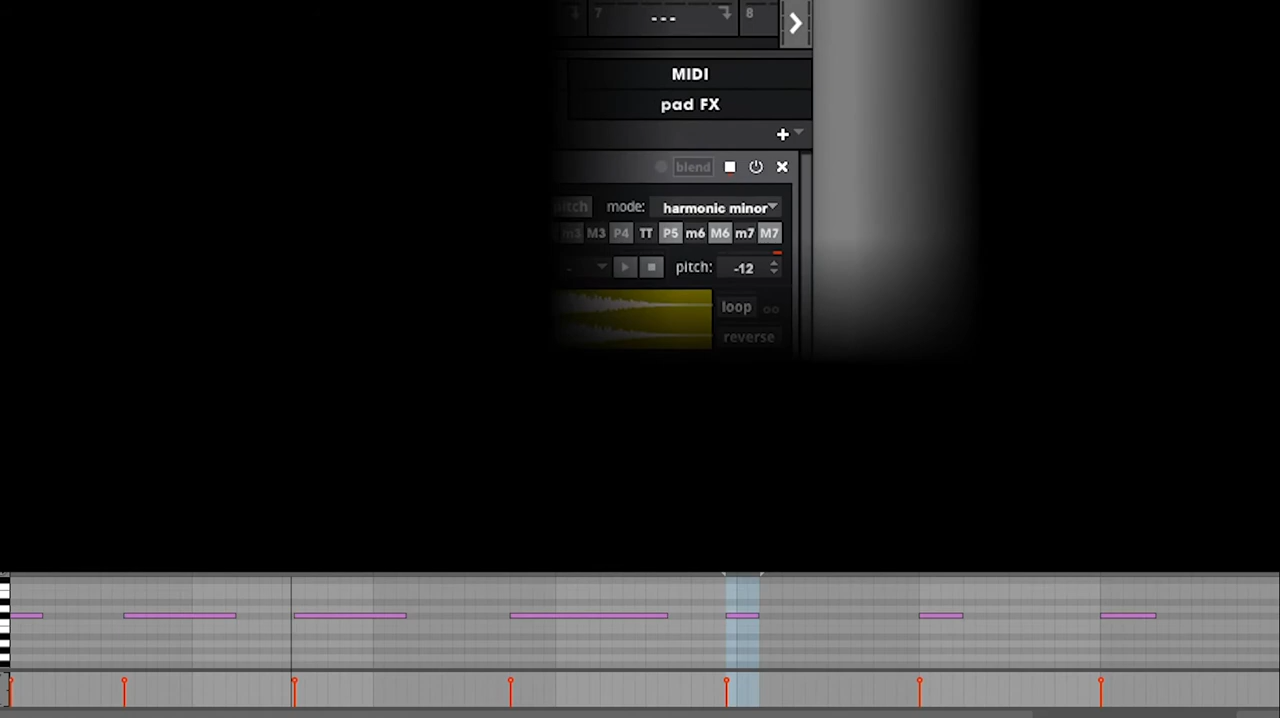 7 --- 8
MIDI
pad FX
+
blend
pitch mode: harmonic minor
m3 M3 P4 TT P5 m6 M6 m7 M7
pitch: -12
loop
reverse